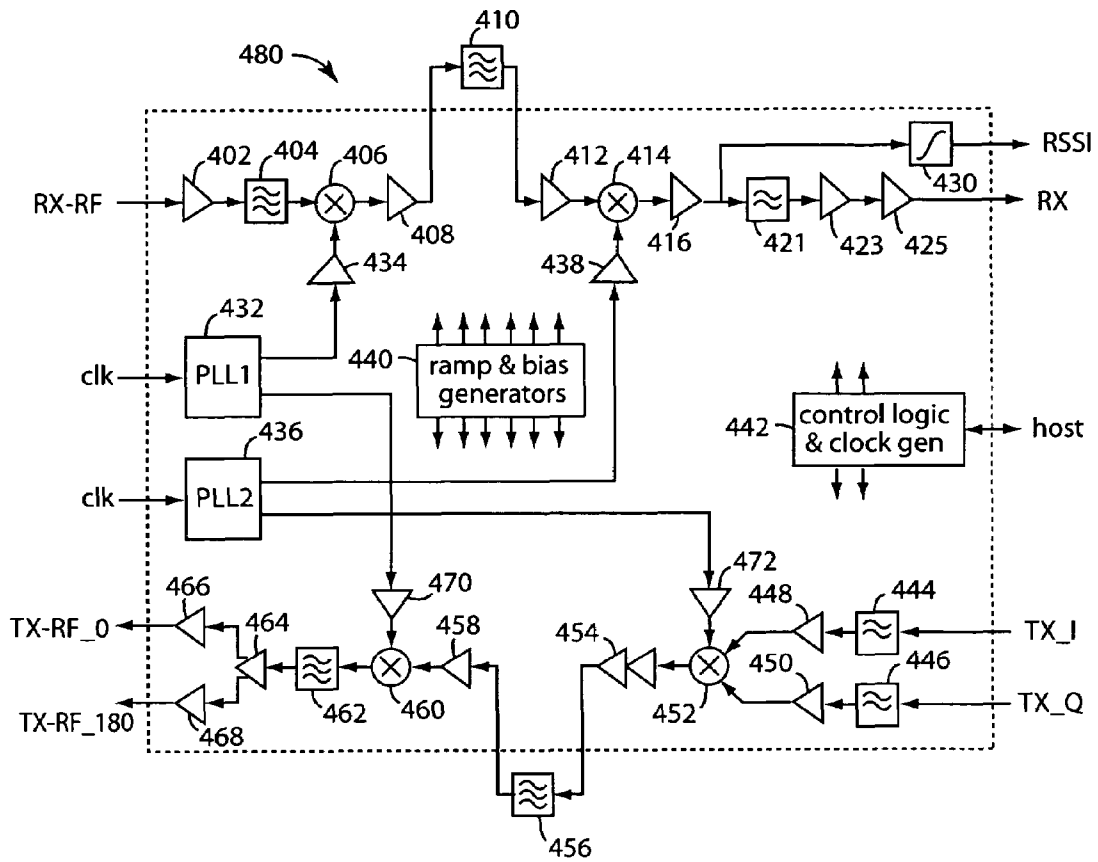 410
480
402
404
406
412
414
RSSI
430
RX-RF
RX
408
416
421
423
425
434
438
432
clk
PLL1
440
ramp & bias
generators
442
control logic
& clock gen
host
436
clk
PLL2
466
470
472
448
444
TX-RF_0
464
458
454
TX_I
450
446
TX-RF_180
468
462
460
452
TX_Q
456